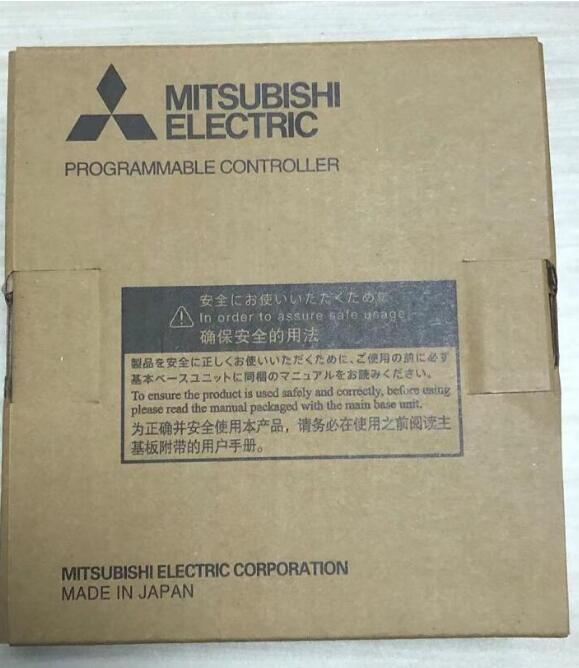 MITSUBISHI
ELECTRIC
PROGRAMMABLE CONTROLLER
安全にお使いいただくために
In order to assure safe usage
确保安全的用法
製品を安全に正しくお使いいただくために、ご使用の前に必ず
基本ベースユニットに同梱のマニュアルをお読みください。
To ensure the product is used safely and correctly, before using
please read the manual packaged with the main base unit.
为正确并安全使用本产品，请务必在使用之前阅读主
基板附带的用户手册。
MITSUBISHI ELECTRIC CORPORATION
MADE IN JAPAN